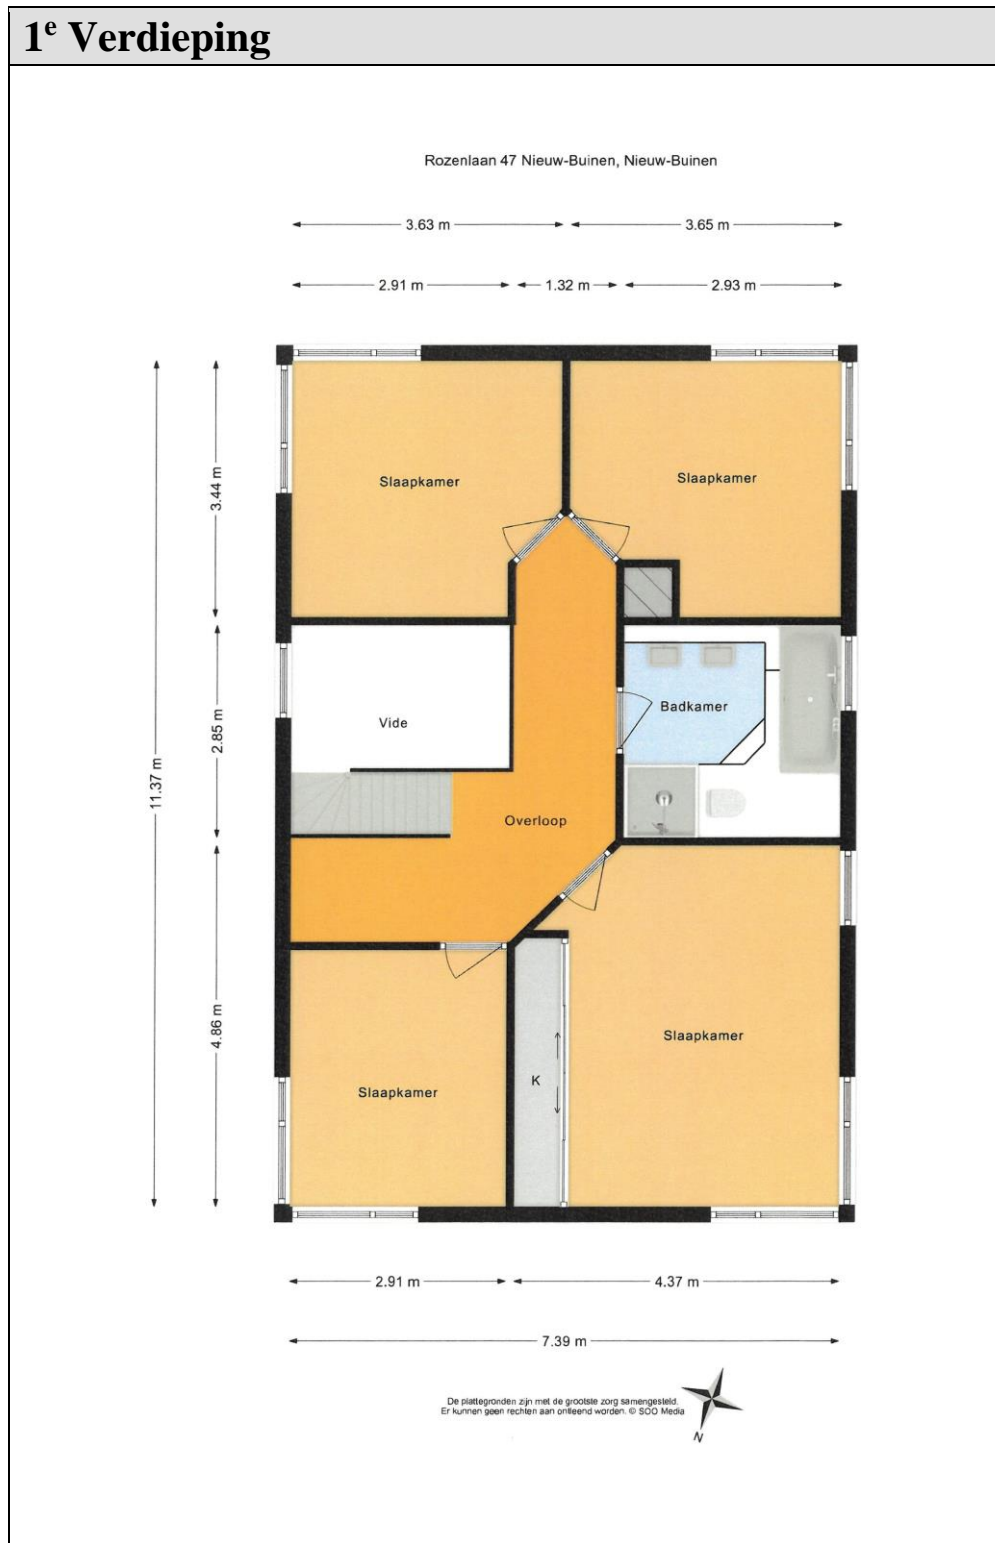 1e Verdieping
Rozenlaan 47 Nieuw-Buinen, Nieuw-Buinen
3.63 m 3.65 m
2.91 m 1.32 m 2.93 m
Slaapkamer Slaapkamer
3.44 m
Badkamer
Vide
2.85 m
11.37 m
Overloop
4.86 m
Slaapkamer
K
Slaapkamer
2.91 m 4.37 m
7.39 m
De plattegronden zijn met de grootste zorg samengesteld.
Er kunnen geen rechten aan ontleend worden. © SOO Media
N